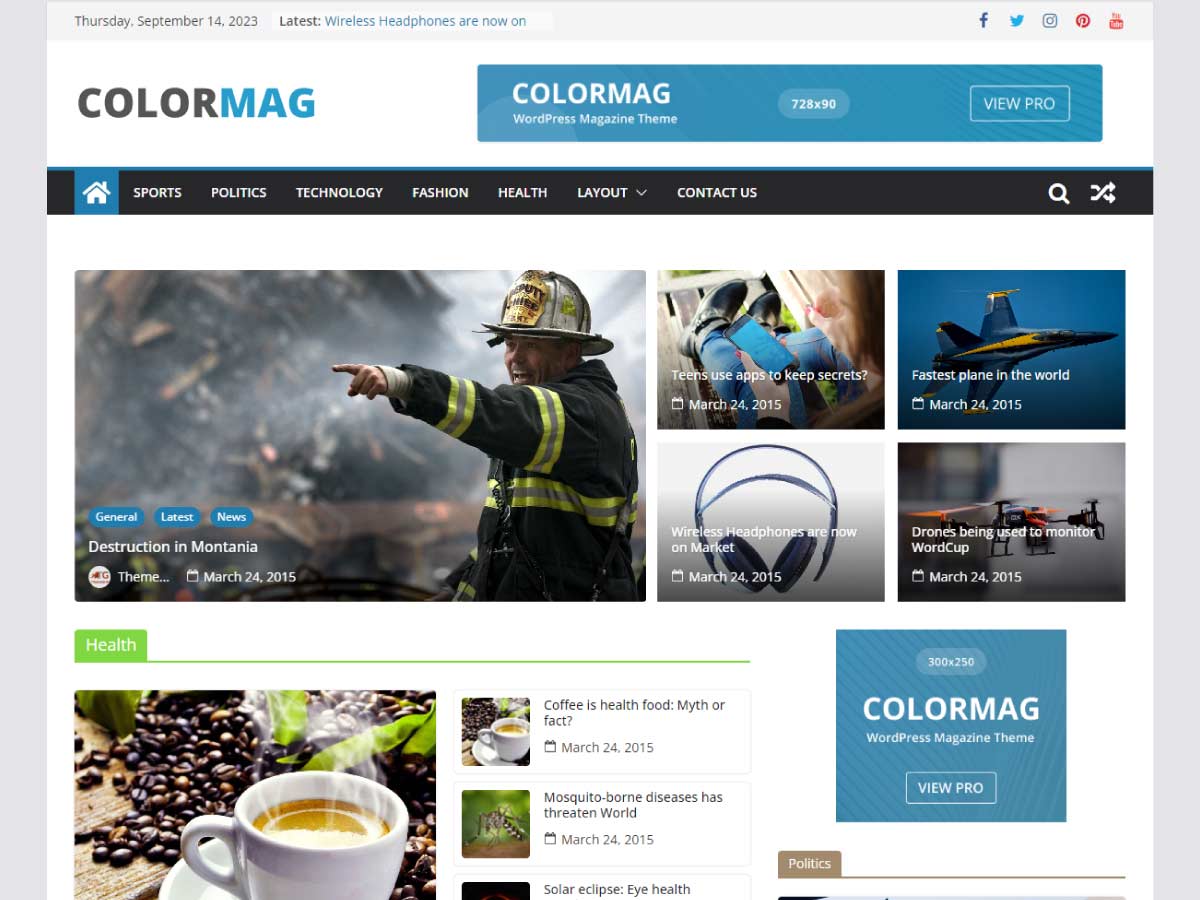 Thursday, September 14, 2023
Latest: Wireless Headphones are now on
You
Tube
COLORMAG
COLORMAG
WordPress Magazine Theme
728x90
VIEW PRO
SPORTS
POLITICS
TECHNOLOGY
FASHION
HEALTH
LAYOUT
CONTACT US
DEPUTY
General
Latest
News
Destruction in Montania
Theme...
March 24, 2015
Teens use apps to keep secrets?
March 24, 2015
Fastest plane in the world
March 24, 2015
Wireless Headphones are now
on Market
March 24, 2015
Drones being used to monitor
WordCup
March 24, 2015
Health
Coffee is health food: Myth or
fact?
March 24, 2015
Mosquito-borne diseases has
threaten World
March 24, 2015
Solar eclipse: Eye health
300x250
COLORMAG
WordPress Magazine Theme
VIEW PRO
Politics